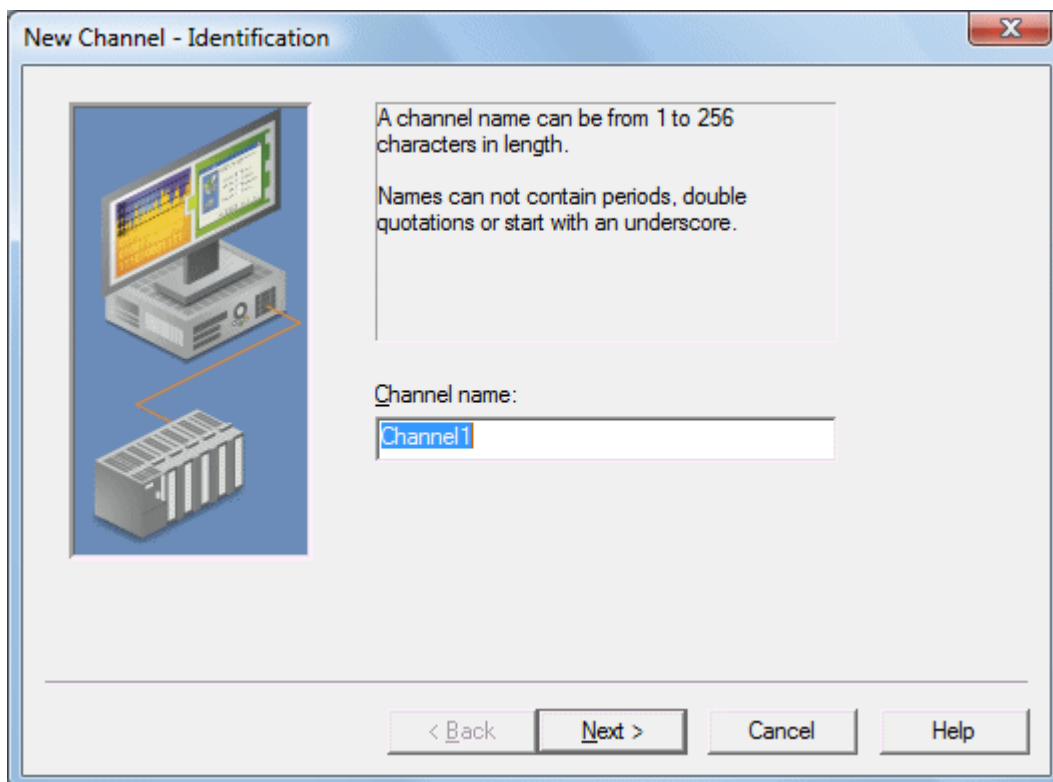 New Channel - Identification
A channel name can be from 1 to 256
characters in length.
Names can not contain periods, double
quotations or start with an underscore.
Channel name:
Channel1
< Back
Next >
Cancel
Help